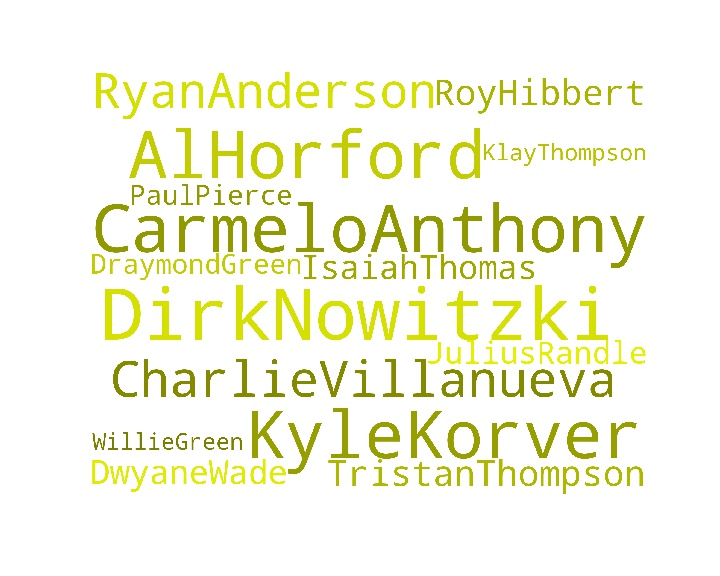 RyanAnderson RoyHibbert
AlHorford KlayThompson
PaulPierce
CarmeloAnthony
DraymondGreen IsaiahThomas
DirkNowitzki
JuliusRandle
CharlieVillanueva
WillieGreen KyleKorver
DwyaneWade TristanThompson